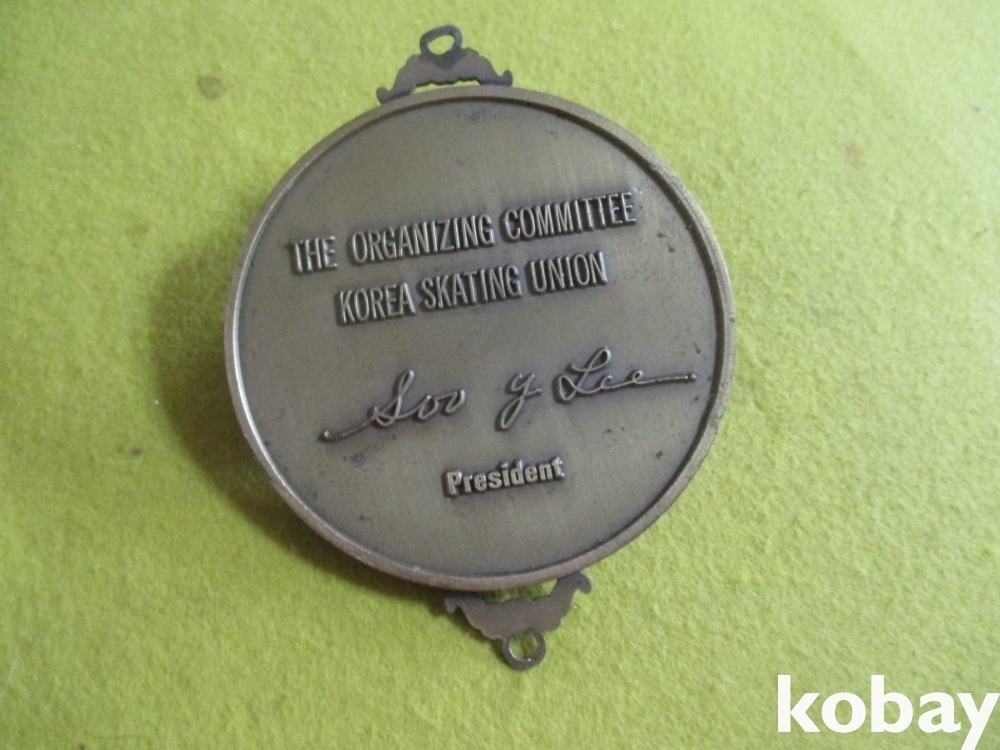 THE ORGANIZING COMMITTEE
KOREA SKATING UNION
Soo Y Lee
President
kobay